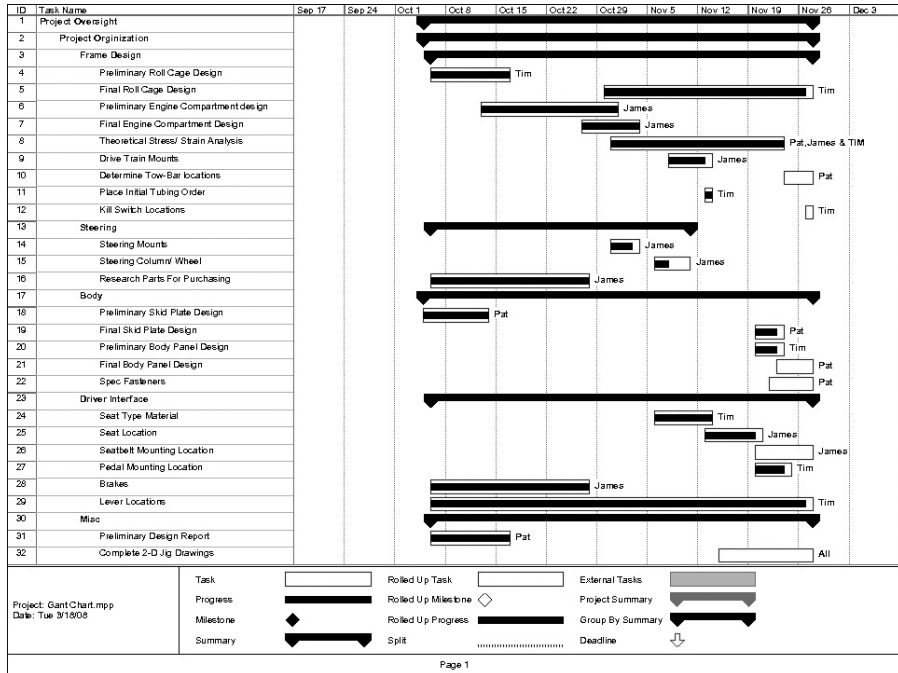 ID Task Name Sep 17 Sep 24 Oct 1 Oct 8 Oct 15 Oct 22 Oct 29 Nov 5 Nov 12 Nov 19 Nov 26 Dec 3
1 Project Oversight
2 Project Orginization
3 Frame Design
4 Preliminary Roll Cage Design Tim
5 Final Roll Cage Design Tim
6 Preliminary Engine Compartment design James
7 Final Engine Compartment Design James
8 Theoretical Stress/ Strain Analysis Pat,James & TIM
9 Drive Train Mounts James
10 Determine Tow-Bar locations Pat
11 Place Initial Tubing Order Tim
12 Kill Switch Locations Tim
13 Steering
14 Steering Mounts James
15 Steering Column/ Wheel James
16 Research Parts For Purchasing James
17 Body
18 Preliminary Skid Plate Design Pat
19 Final Skid Plate Design Pat
20 Preliminary Body Panel Design Tim
21 Final Body Panel Design Pat
22 Spec Fasteners Pat
23 Driver Interface
24 Seat Type Material Tim
25 Seat Location James
26 Seatbelt Mounting Location James
27 Pedal Mounting Location Tim
28 Brakes James
29 Lever Locations Tim
30 Misc
31 Preliminary Design Report Pat
32 Complete 2-D Jig Drawings All
Project: Gant Chart.mpp
Date: Tue 3/18/08
Task Rolled Up Task External Tasks
Progress Rolled Up Milestone Project Summary
Milestone Rolled Up Progress Group By Summary
Summary Split Deadline
Page 1